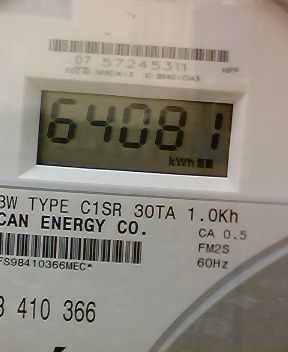 07 57245311
HPP
64081
kWh
3W TYPE C1SR 30TA 1.0Kh
CAN ENERGY CO.
CA 0.5
FM2S
60Hz
FS98410366MEC*
3 410 366